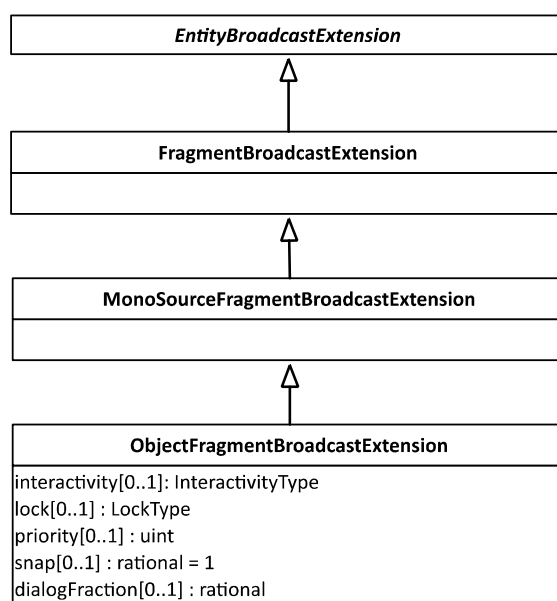 EntityBroadcastExtension
FragmentBroadcastExtension
MonoSourceFragmentBroadcastExtension
ObjectFragmentBroadcastExtension
interactivity[0..1]: InteractivityType
lock[0..1] : LockType
priority[0..1] : uint
snap[0..1] : rational = 1
dialogFraction[0..1] : rational